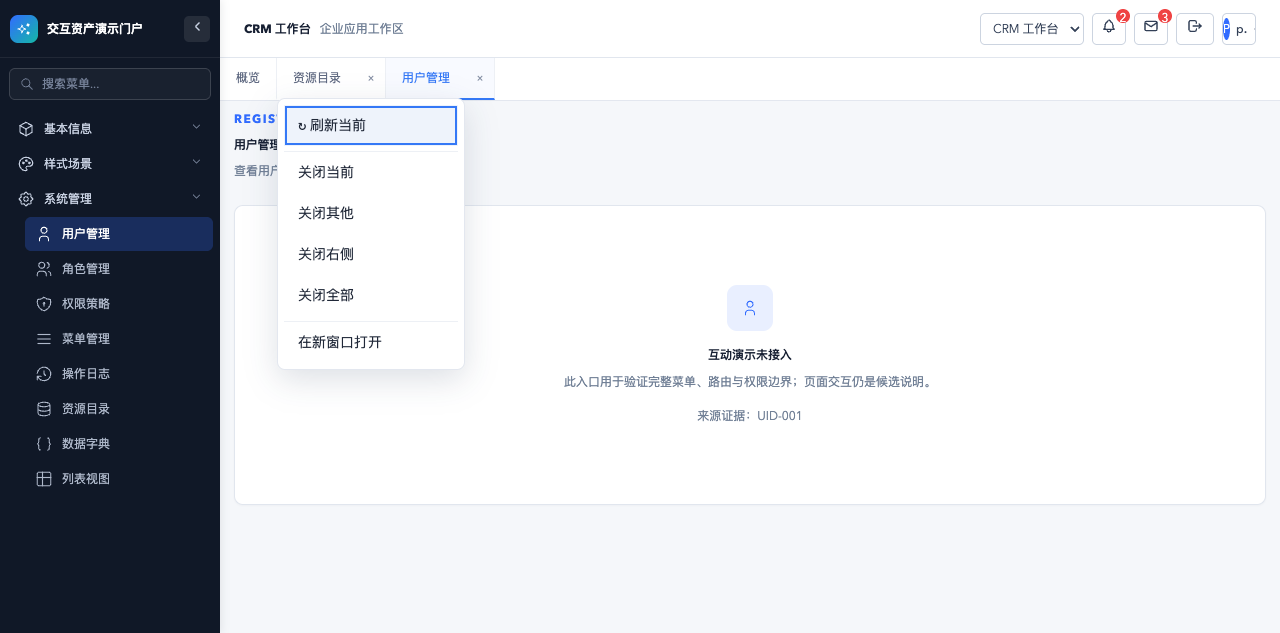 交互资产演示门户
搜索菜单...
基本信息
样式场景
系统管理
用户管理
角色管理
权限策略
菜单管理
操作日志
资源目录
数据字典
列表视图
CRM 工作台 企业应用工作区
CRM 工作台
2
3
P p.
概览
资源目录 ×
用户管理 ×
REGIS
用户管理
查看用户
↻ 刷新当前
关闭当前
关闭其他
关闭右侧
关闭全部
在新窗口打开
互动演示未接入
此入口用于验证完整菜单、路由与权限边界；页面交互仍是候选说明。
来源证据：UID-001